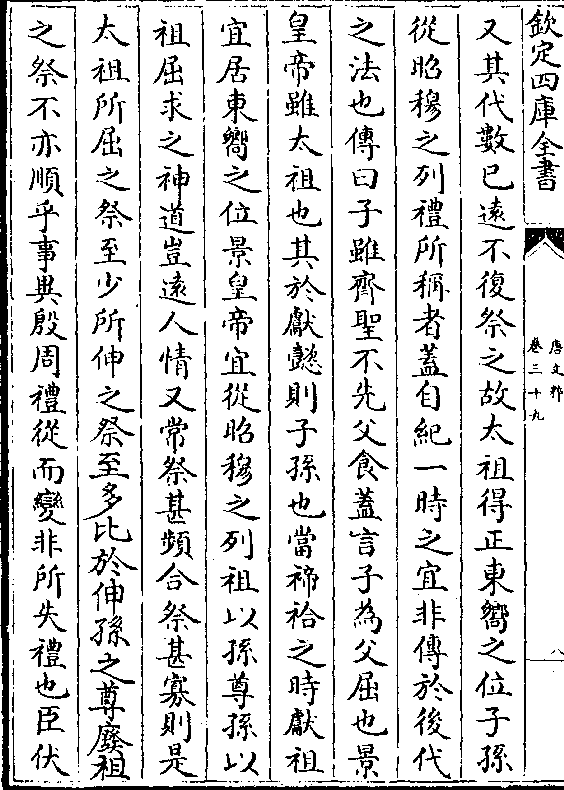 欽定四庫全書
唐文粹
卷三十九
八
又其代數已遠不復祭之故太祖得正東嚮之位子孫
從昭穆之列禮所稱者蓋自紀一時之宜非傳於後代
之法也傳曰子雖齊聖不先父食蓋言子為父屈也景
皇帝雖太祖也其於獻懿則子孫也當禘祫之時獻祖
宜居東嚮之位景皇帝宜從昭穆之列祖以孫尊孫以
祖屈求之神道豈遠人情又常祭甚頻合祭甚寡則是
太祖所屈之祭至少所伸之祭至多比於伸孫之尊廢祖
之祭不亦順乎事典殷周禮從而變非所失禮也臣伏